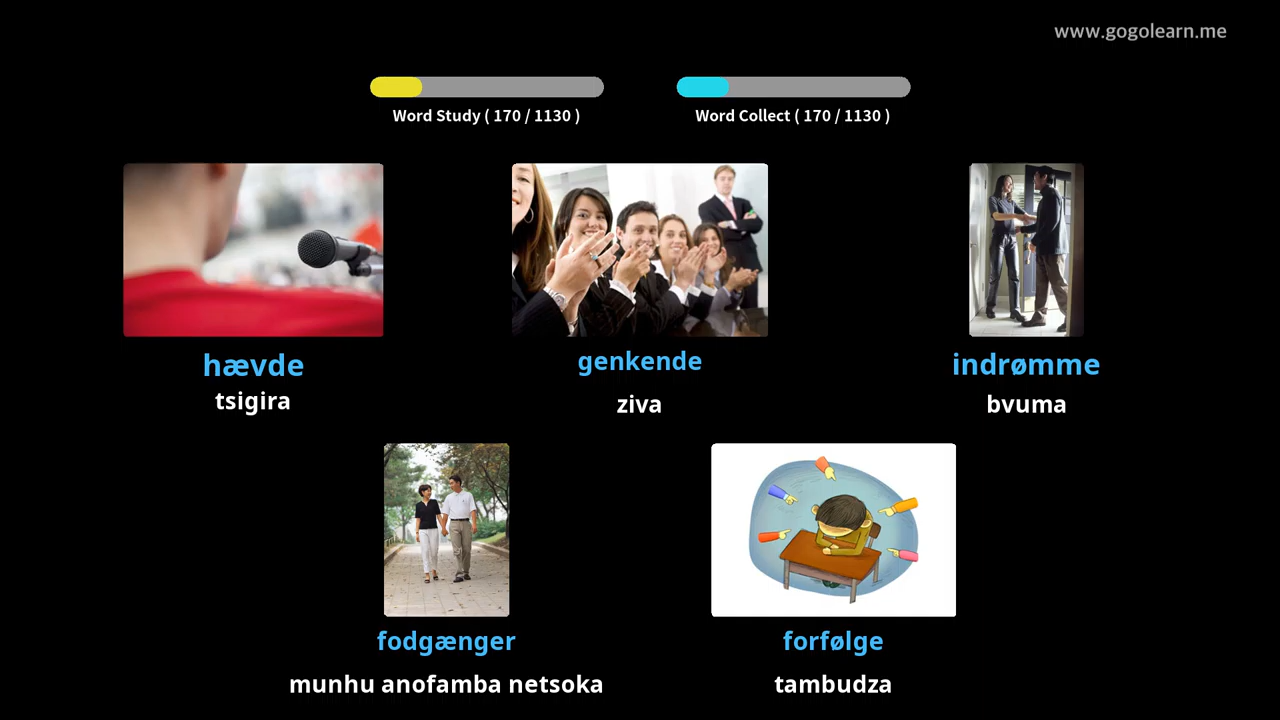 www.gogolearn.me
Word Study ( 170 / 1130 )
Word Collect ( 170 / 1130 )
hævde
tsigira
genkende
ziva
indrømme
bvuma
fodgænger
munhu anofamba netsoka
forfølge
tambudza